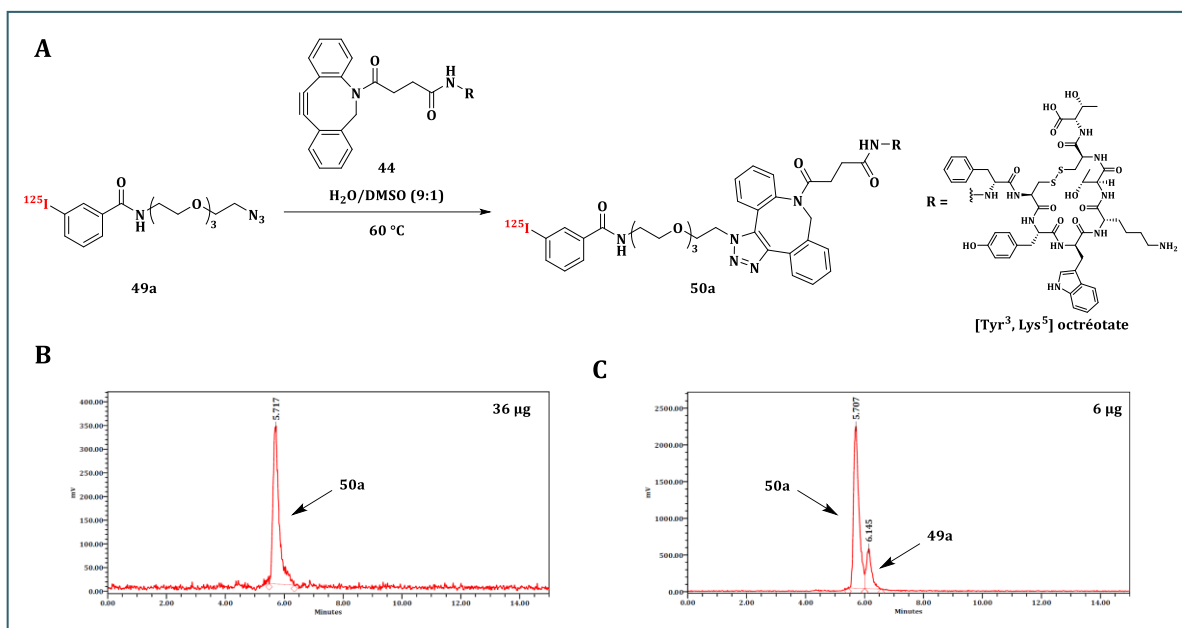 A
O
N
O
H
N
R
44
H₂O/DMSO (9:1)
60 °C
¹²⁵I
O
N
H
O
3
N₃
49a
¹²⁵I
O
N
H
O
3
N
N
N
N
O
O
HN
R
50a
R =
HO
HO
O
NH
O
S
S
NH
O
O
HO
NH
NH
O
O
NH
HN
O
O
HN
O
N
H
HO
NH₂
N
H
[Tyr³, Lys⁵] octréotate
B
36 µg
5.717
50a
mV
400.00
350.00
300.00
250.00
200.00
150.00
100.00
50.00
0.00
0.00 2.00 4.00 6.00 8.00 10.00 12.00 14.00
Minutes
C
6 µg
5.707
6.145
50a
49a
mV
2500.00
2000.00
1500.00
1000.00
500.00
0.00
0.00 2.00 4.00 6.00 8.00 10.00 12.00 14.00
Minutes